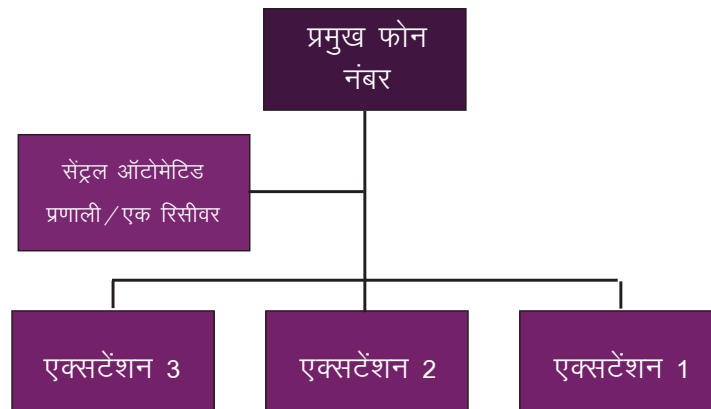 प्रमुख फोन
नंबर
सेंट्रल ऑटोमेटिड
प्रणाली/एक रिसीवर
एक्सटेंशन 3
एक्सटेंशन 2
एक्सटेंशन 1